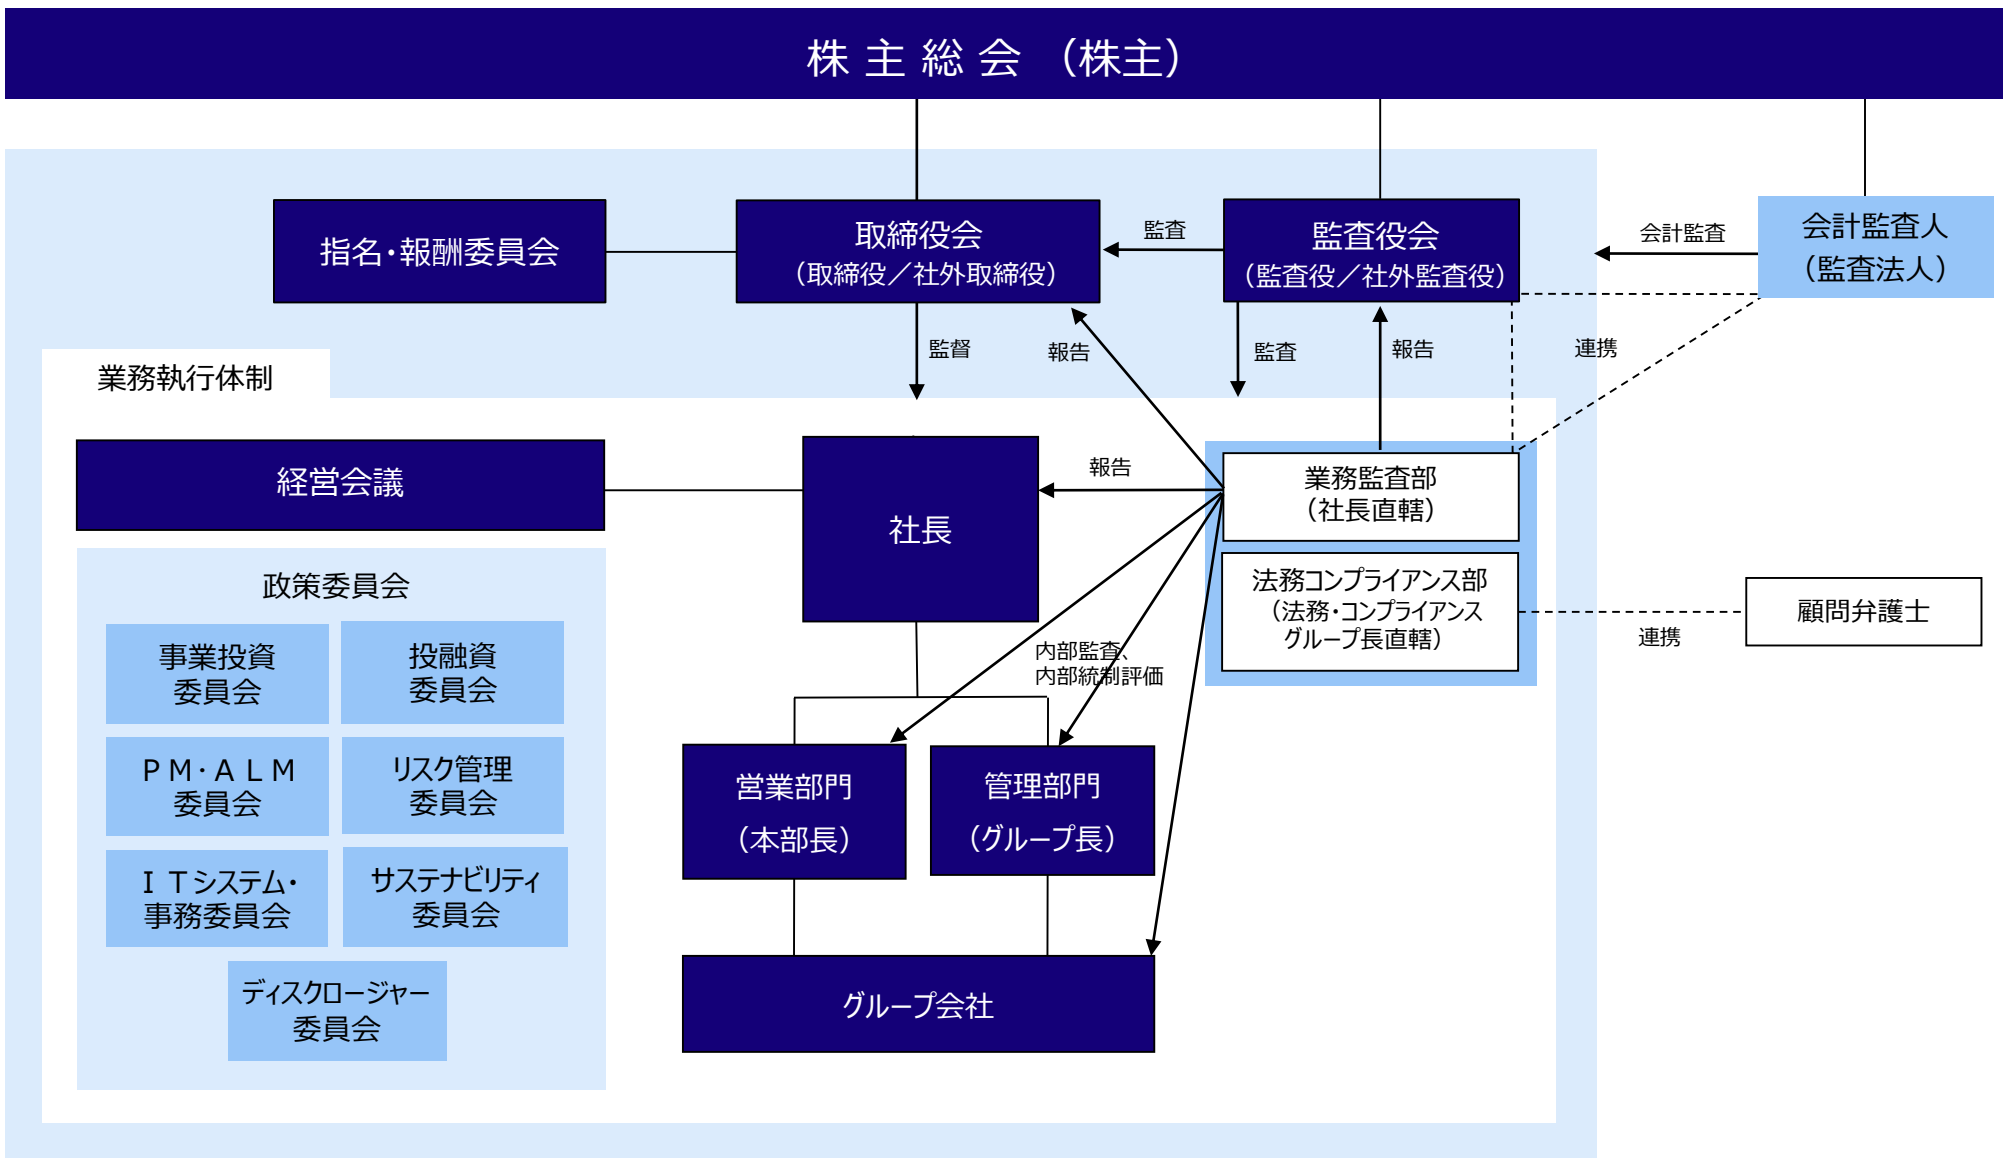 株 主 総 会 （株主）
指名・報酬委員会
取締役会
（取締役／社外取締役）
監査
監査役会
（監査役／社外監査役）
会計監査
会計監査人
（監査法人）
監督
報告
監査
報告
連携
業務執行体制
経営会議
社長
報告
業務監査部
（社長直轄）
法務コンプライアンス部
（法務・コンプライアンス
グループ長直轄）
連携
顧問弁護士
政策委員会
事業投資
委員会
投融資
委員会
ＰＭ・ＡＬＭ
委員会
リスク管理
委員会
ＩＴシステム・
事務委員会
サステナビリティ
委員会
ディスクロージャー
委員会
内部監査、
内部統制評価
営業部門
（本部長）
管理部門
（グループ長）
グループ会社